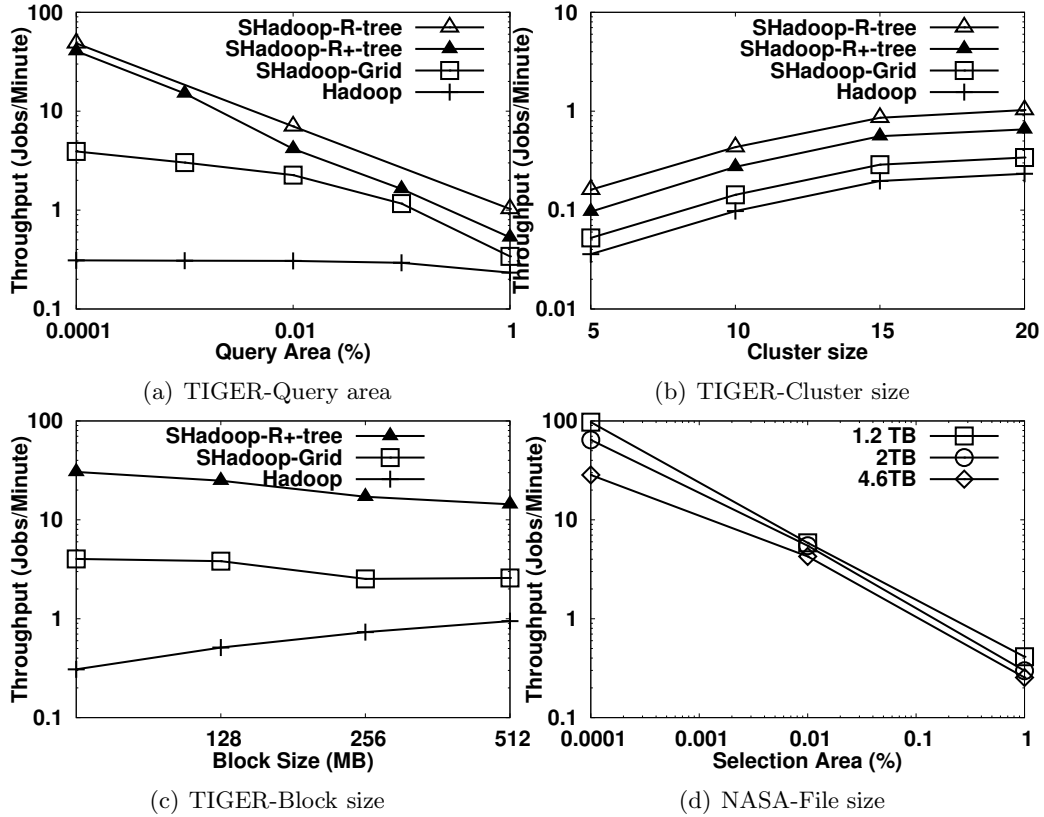 100
10
1
0.1
0.0001
0.01
1
Throughput (Jobs/Minute)
Query Area (%)
SHadoop-R-tree
SHadoop-R+-tree
SHadoop-Grid
Hadoop
(a) TIGER-Query area
10
1
0.1
0.01
5
10
15
20
Throughput (Jobs/Minute)
Cluster size
SHadoop-R-tree
SHadoop-R+-tree
SHadoop-Grid
Hadoop
(b) TIGER-Cluster size
100
10
1
0.1
128
256
512
Throughput (Jobs/Minute)
Block Size (MB)
SHadoop-R+-tree
SHadoop-Grid
Hadoop
(c) TIGER-Block size
100
10
1
0.1
0.0001
0.001
0.01
0.1
1
Throughput (Jobs/Minute)
Selection Area (%)
1.2 TB
2TB
4.6TB
(d) NASA-File size